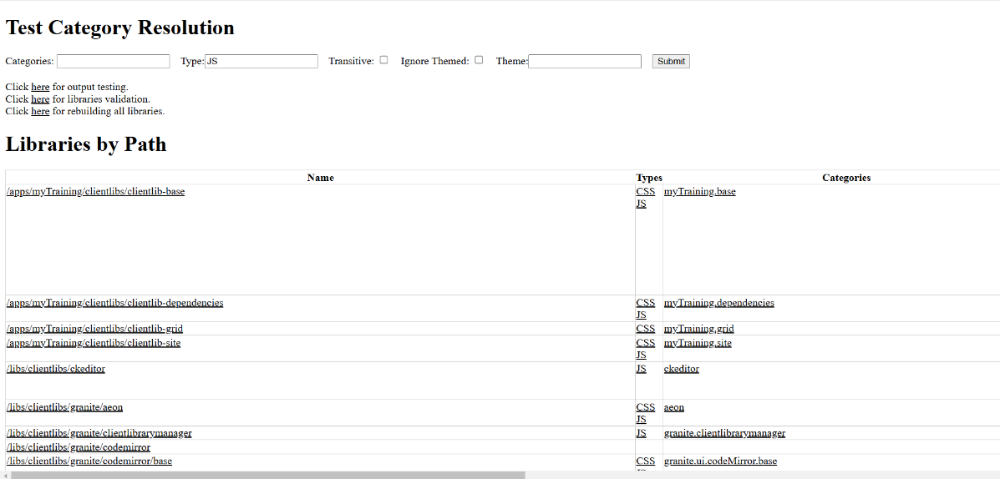 Test Category Resolution
Categories: Type: JS Transitive: Ignore Themed: Theme: Submit
Click here for output testing.
Click here for libraries validation.
Click here for rebuilding all libraries.
Libraries by Path
Name Types Categories
/apps/myTraining/clientlibs/clientlib-base CSS myTraining.base
JS
/apps/myTraining/clientlibs/clientlib-dependencies CSS myTraining.dependencies
JS
/apps/myTraining/clientlibs/clientlib-grid CSS myTraining.grid
/apps/myTraining/clientlibs/clientlib-site CSS myTraining.site
JS
/libs/clientlibs/ckeditor JS ckeditor
/libs/clientlibs/granite/aeon CSS aeon
JS
/libs/clientlibs/granite/clientlibrarymanager JS granite.clientlibrarymanager
/libs/clientlibs/granite/codemirror
/libs/clientlibs/granite/codemirror/base CSS granite.ui.codeMirror.base